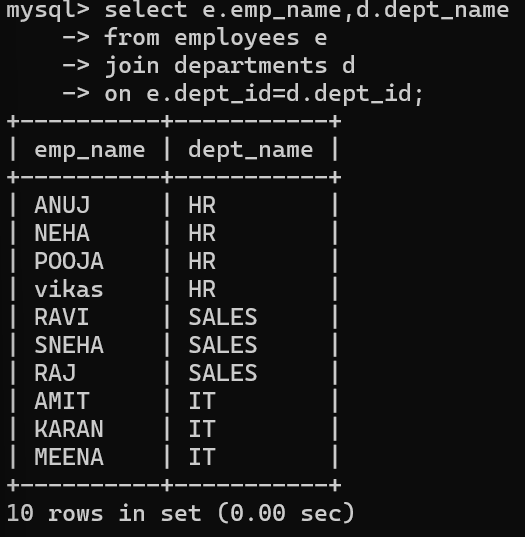 mysql> select e.emp_name,d.dept_name
    -> from employees e
    -> join departments d
    -> on e.dept_id=d.dept_id;
+----------+-----------+
| emp_name | dept_name |
+----------+-----------+
| ANUJ     | HR        |
| NEHA     | HR        |
| POOJA    | HR        |
| vikas    | HR        |
| RAVI     | SALES     |
| SNEHA    | SALES     |
| RAJ      | SALES     |
| AMIT     | IT        |
| KARAN    | IT        |
| MEENA    | IT        |
+----------+-----------+
10 rows in set (0.00 sec)